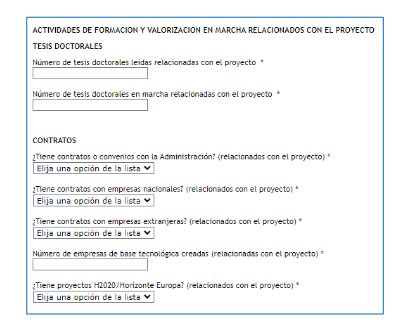 ACTIVIDADES DE FORMACION Y VALORIZACION EN MARCHA RELACIONADOS CON EL PROYECTO
TESIS DOCTORALES
Número de tesis doctorales leídas relacionadas con el proyecto *
Número de tesis doctorales en marcha relacionadas con el proyecto *
CONTRATOS
¿Tiene contratos o convenios con la Administración? (relacionados con el proyecto) *
Elija una opción de la lista
¿Tiene contratos con empresas nacionales? (relacionados con el proyecto) *
Elija una opción de la lista
¿Tiene contratos con empresas extranjeras? (relacionados con el proyecto) *
Elija una opción de la lista
Número de empresas de base tecnológica creadas (relacionadas con el proyecto) *
¿Tiene proyectos H2020/Horizonte Europa? (relacionados con el proyecto) *
Elija una opción de la lista